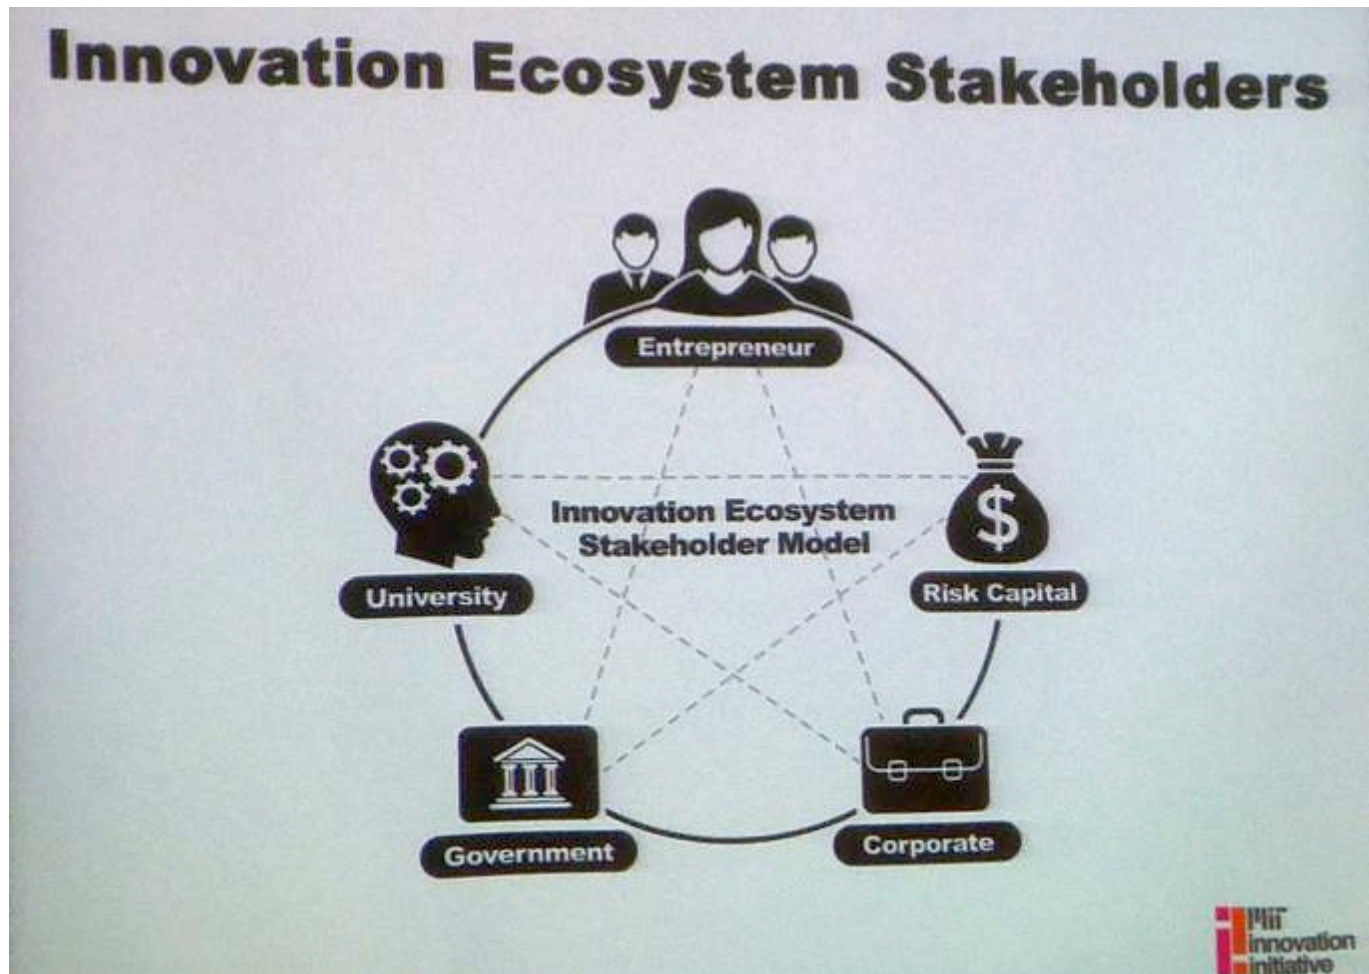 Innovation Ecosystem Stakeholders
Entrepreneur
Innovation Ecosystem
Stakeholder Model
University
Risk Capital
Government
Corporate
MIT
innovation
initiative